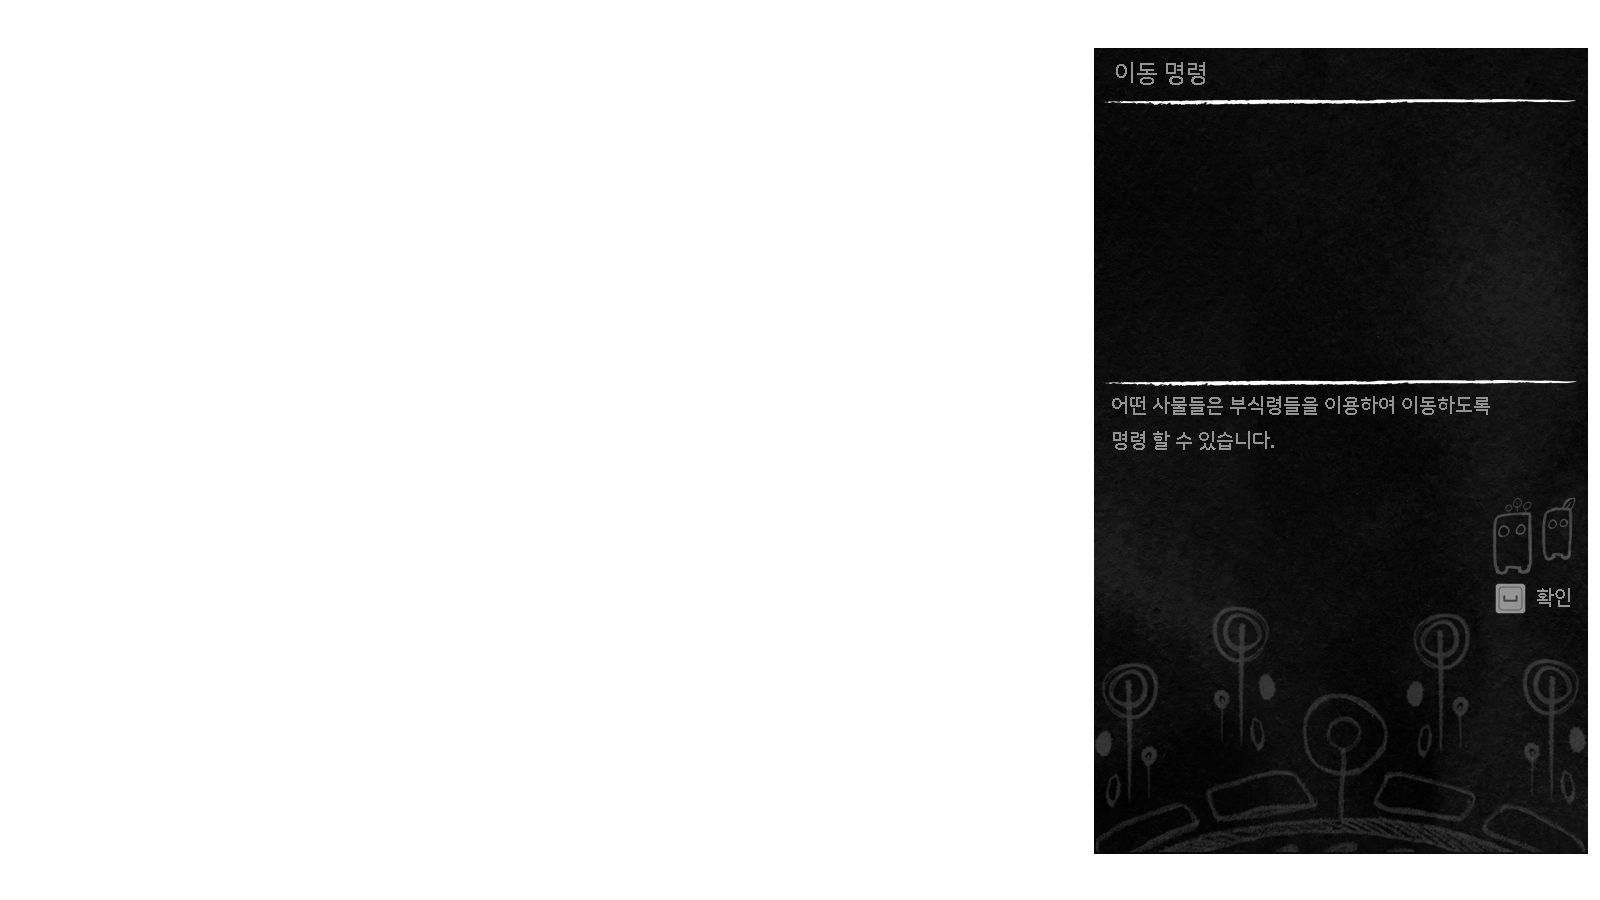 이동 명령
어떤 사물들은 부식령들을 이용하여 이동하도록
명령 할 수 있습니다.
확인